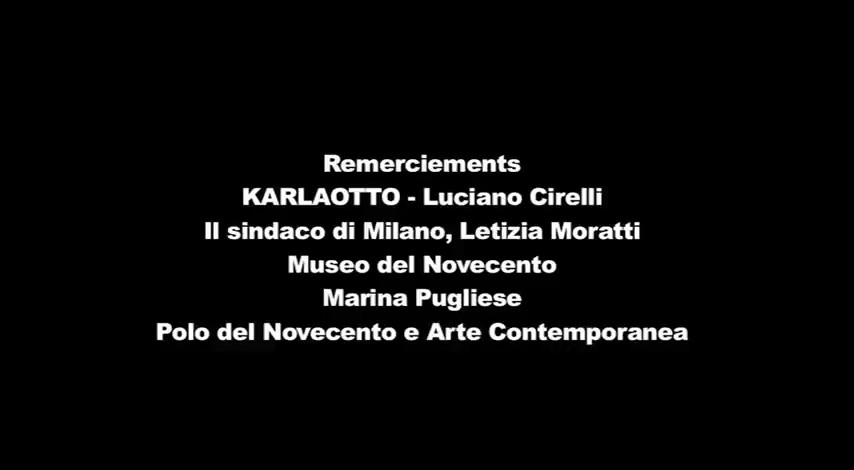 Remerciements
KARLAOTTO - Luciano Cirelli
Il sindaco di Milano, Letizia Moratti
Museo del Novecento
Marina Pugliese
Polo del Novecento e Arte Contemporanea